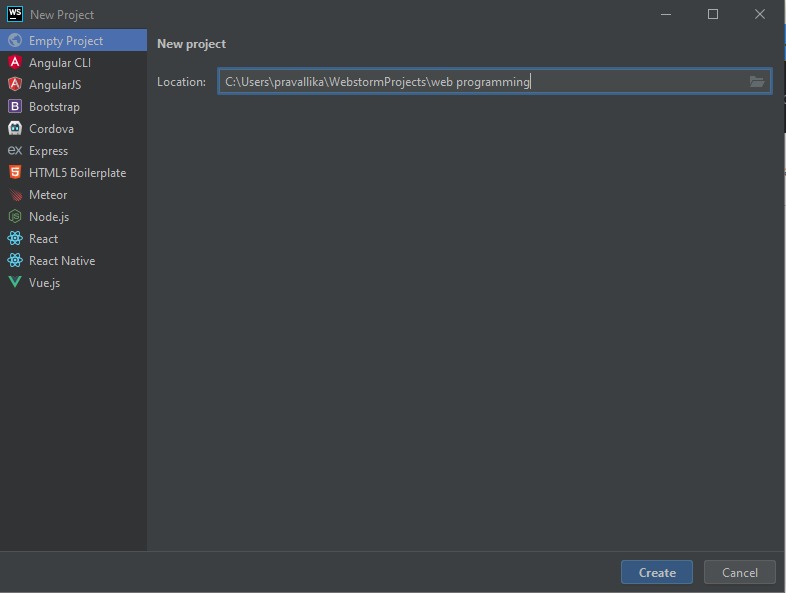 WS New Project
Empty Project
Angular CLI
AngularJS
Bootstrap
Cordova
Express
HTML5 Boilerplate
Meteor
Node.js
React
React Native
Vue.js
New project
Location: C:\Users\pravallika\WebstormProjects\web programming
Create Cancel